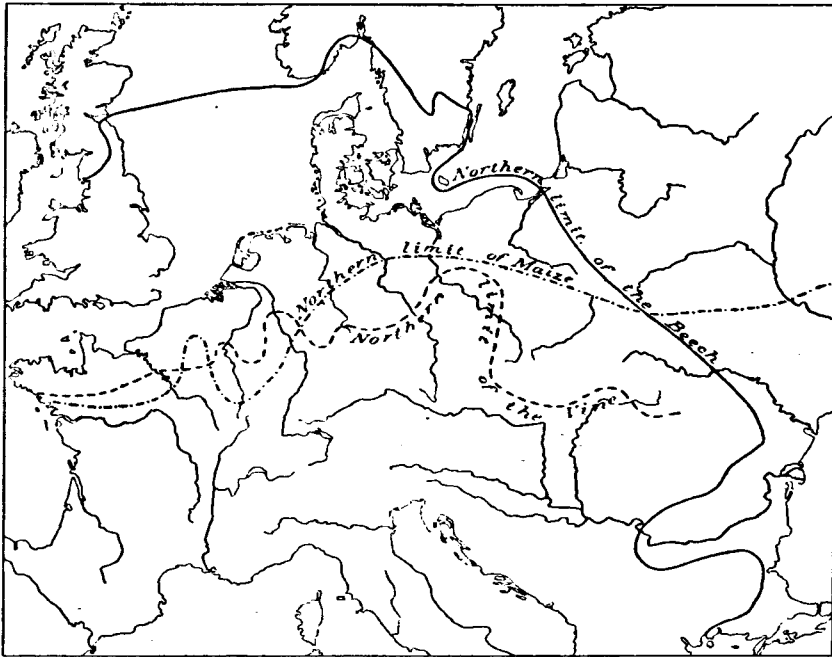 Northern limit of the Beech
Northern limit of Maize
Northern limit of the Vine